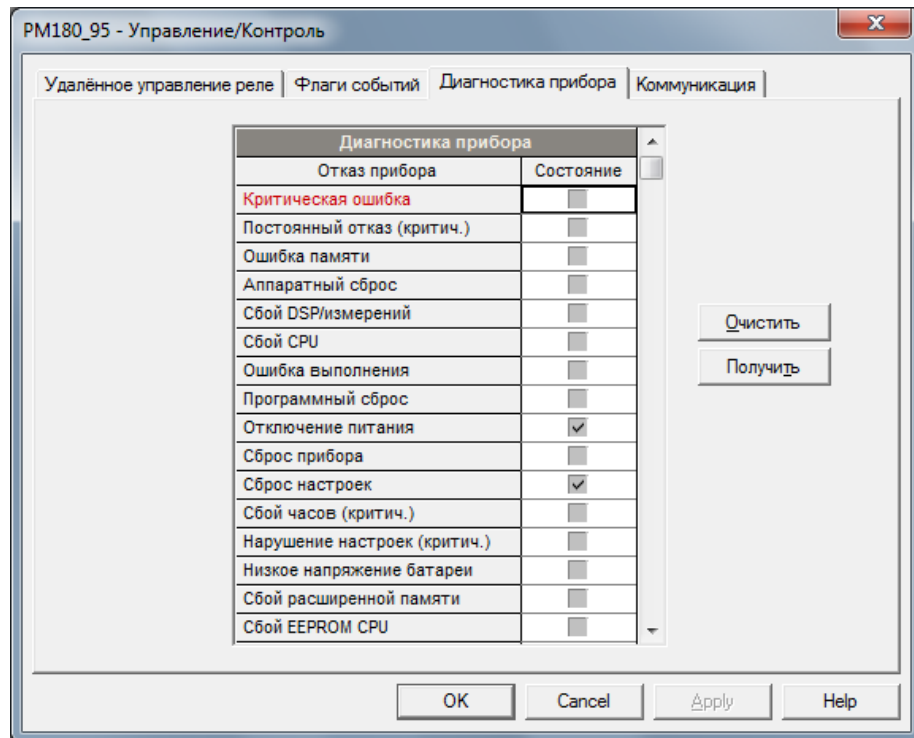 PM180_95 - Управление/Контроль
Удалённое управление реле
Флаги событий
Диагностика прибора
Коммуникация
Диагностика прибора
Отказ прибора
Состояние
Критическая ошибка
Постоянный отказ (критич.)
Ошибка памяти
Аппаратный сброс
Сбой DSP/измерений
Сбой CPU
Ошибка выполнения
Программный сброс
Отключение питания
Сброс прибора
Сброс настроек
Сбой часов (критич.)
Нарушение настроек (критич.)
Низкое напряжение батареи
Сбой расширенной памяти
Сбой EEPROM CPU
Очистить
Получить
OK
Cancel
Apply
Help